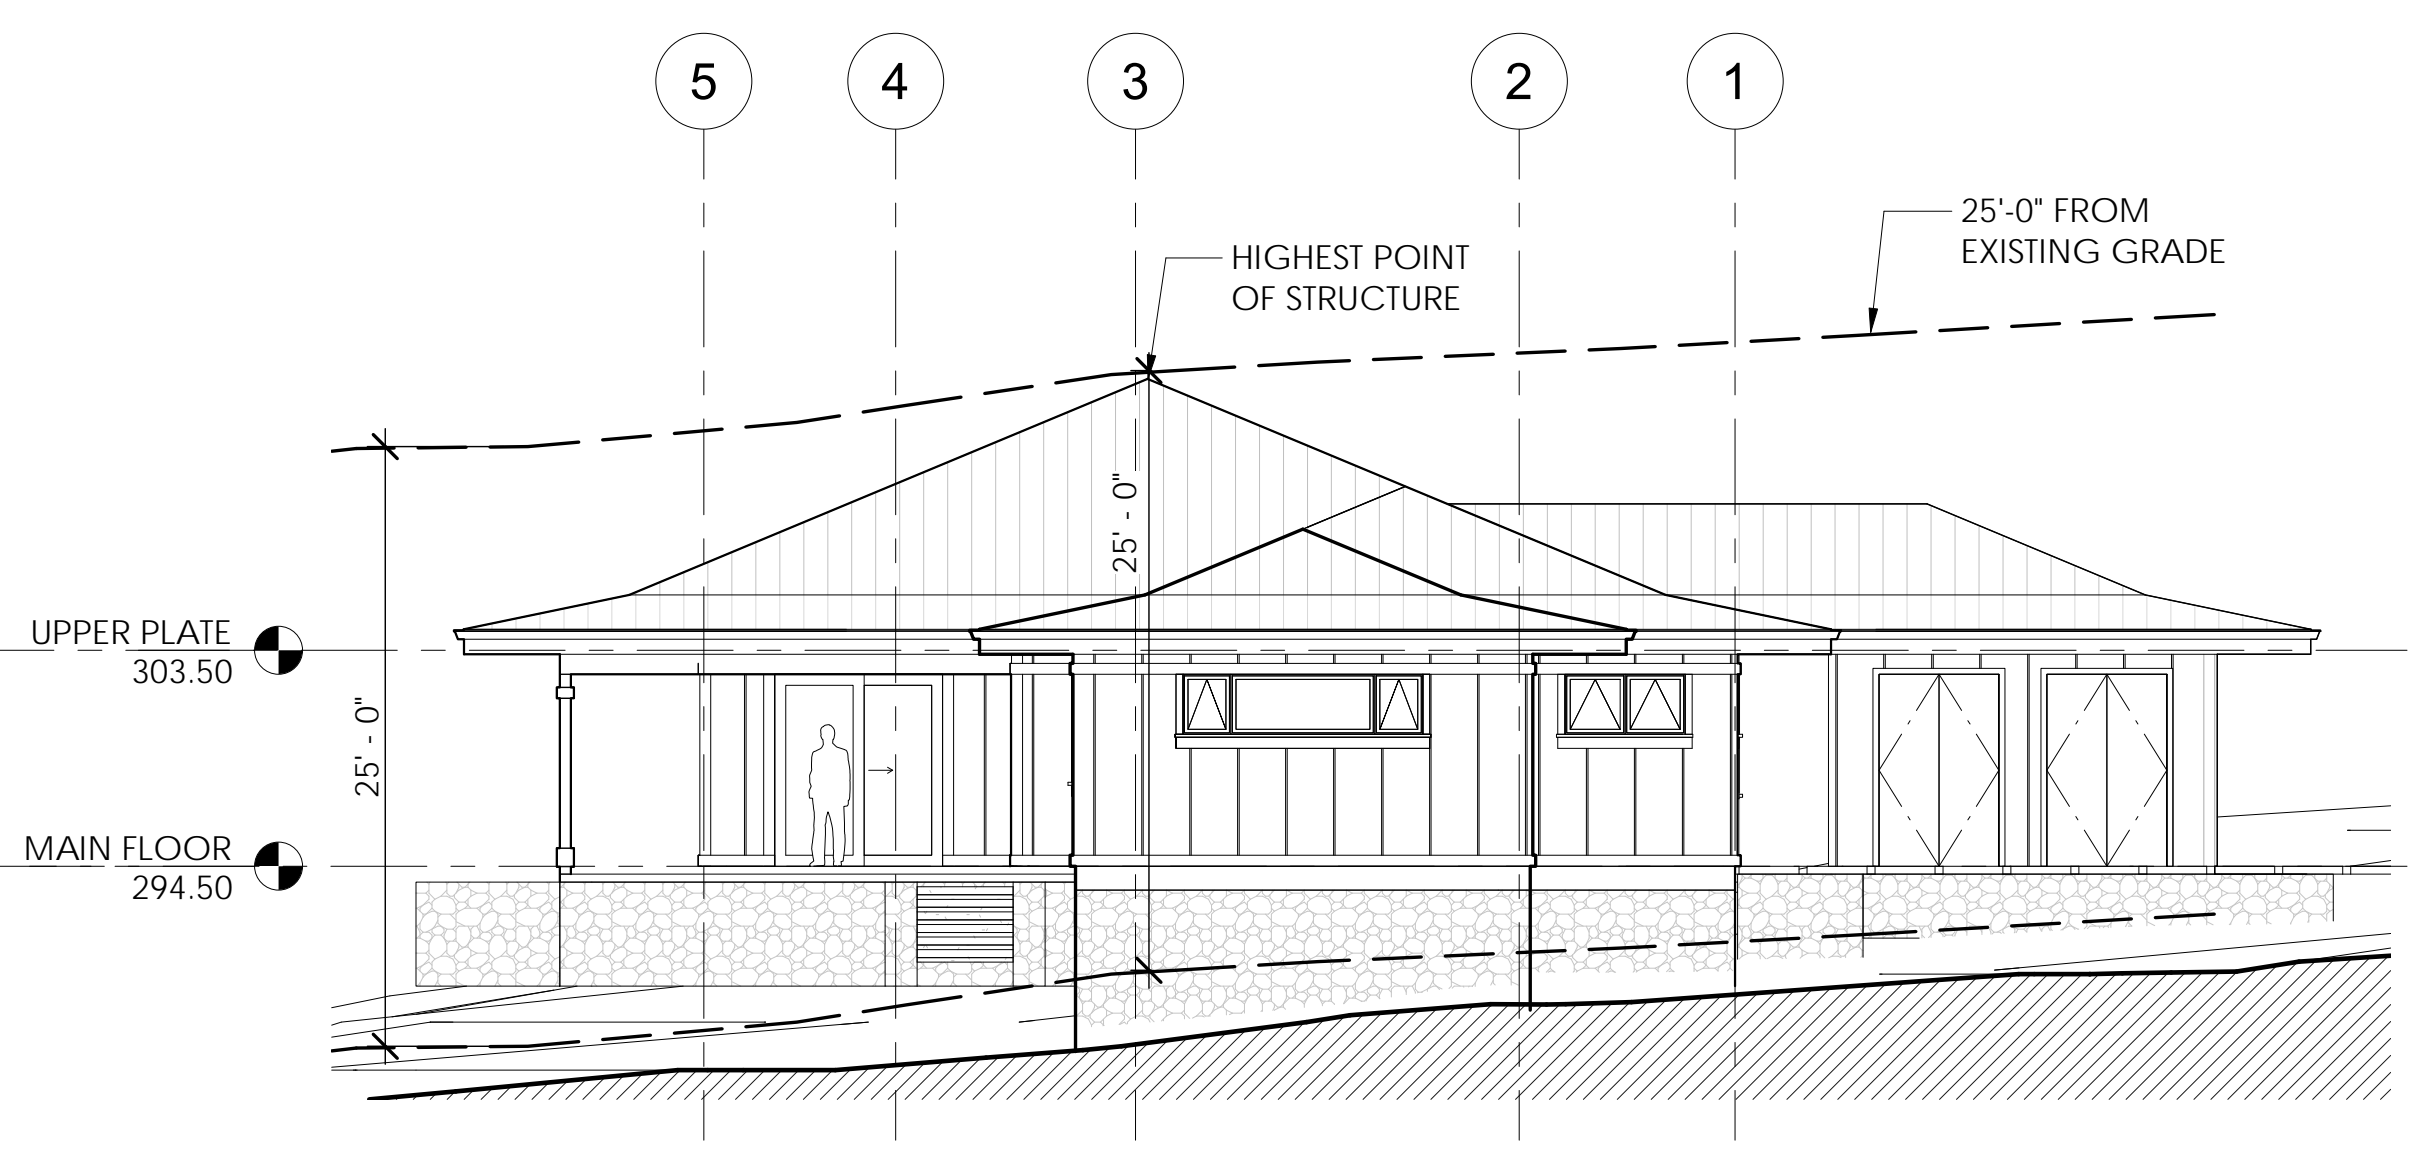 5
4
3
2
1
25'-0" FROM
EXISTING GRADE
HIGHEST POINT
OF STRUCTURE
25' - 0"
UPPER PLATE
303.50
25' - 0"
MAIN FLOOR
294.50